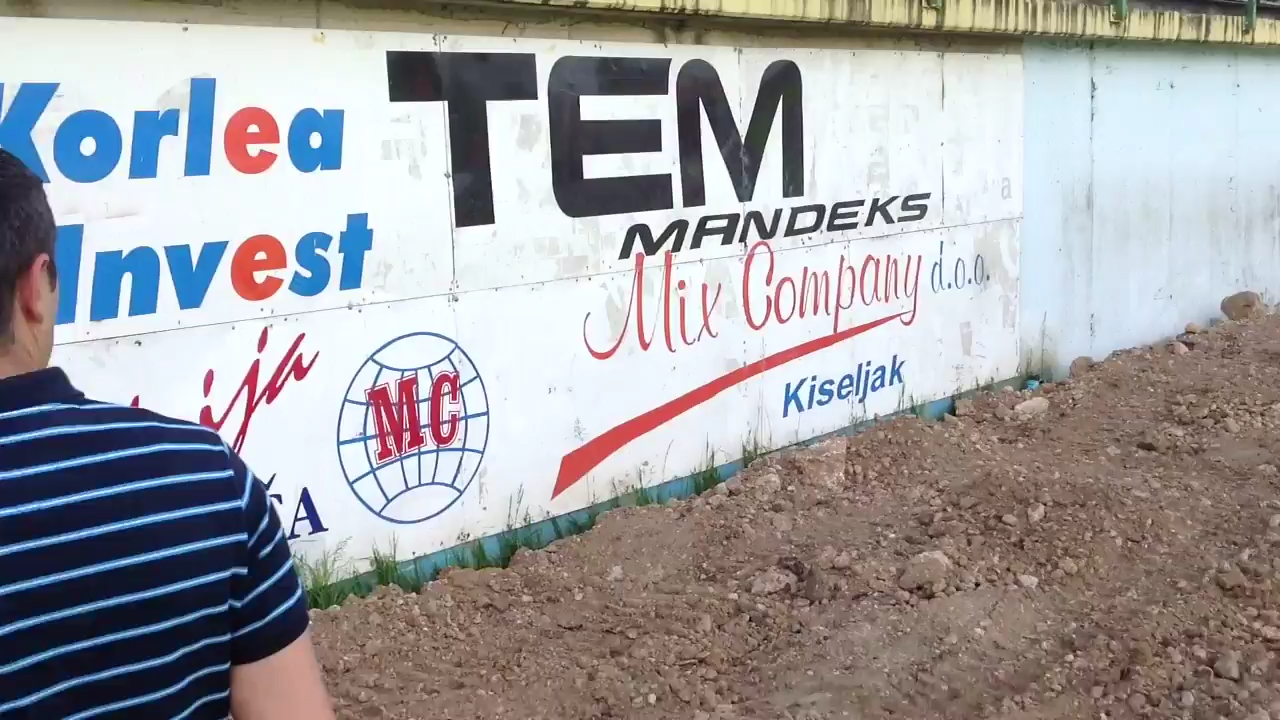 Korlea
Invest
TEM
MANDEKS
Mix Company d.o.o.
Kiseljak
MC